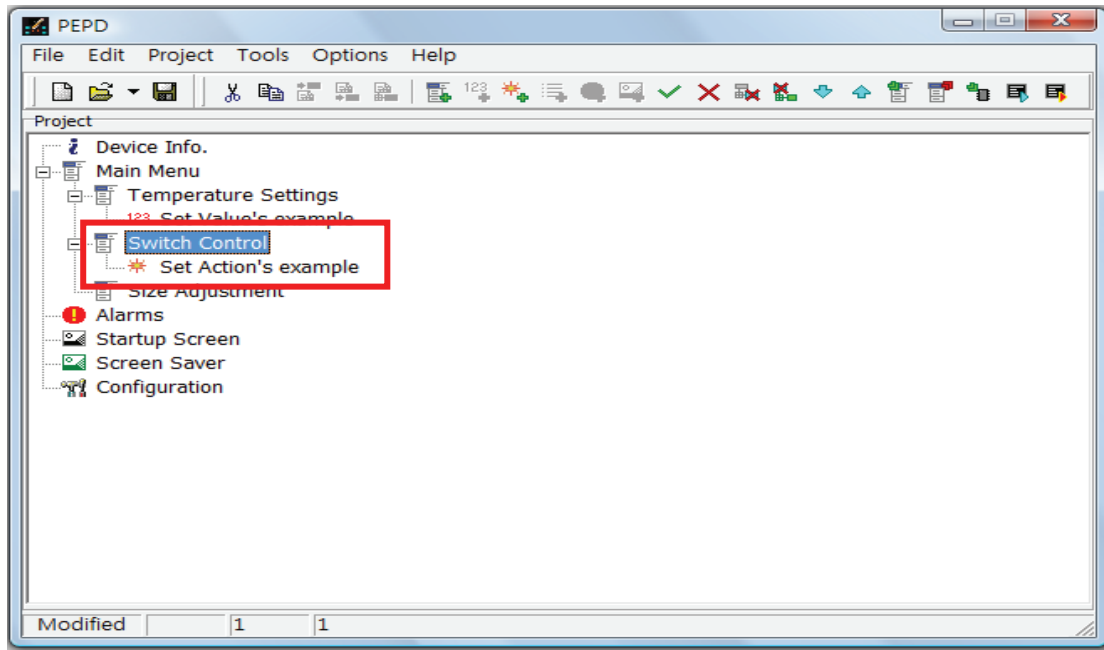 PEPD
File Edit Project Tools Options Help
123
Project
Device Info.
Main Menu
Temperature Settings
123 Set Value's example
Switch Control
Set Action's example
Size Adjustment
Alarms
Startup Screen
Screen Saver
Configuration
Modified 1 1